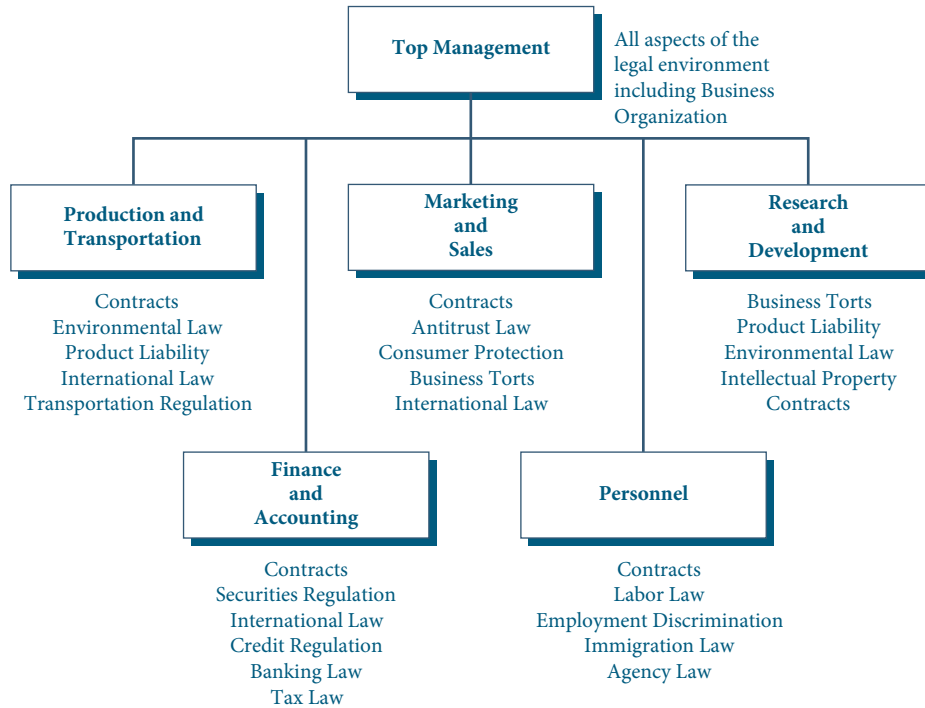 Top Management
All aspects of the
legal environment
including Business
Organization
Production and
Transportation
Contracts
Environmental Law
Product Liability
International Law
Transportation Regulation
Marketing
and
Sales
Contracts
Antitrust Law
Consumer Protection
Business Torts
International Law
Research
and
Development
Business Torts
Product Liability
Environmental Law
Intellectual Property
Contracts
Finance
and
Accounting
Contracts
Securities Regulation
International Law
Credit Regulation
Banking Law
Tax Law
Personnel
Contracts
Labor Law
Employment Discrimination
Immigration Law
Agency Law